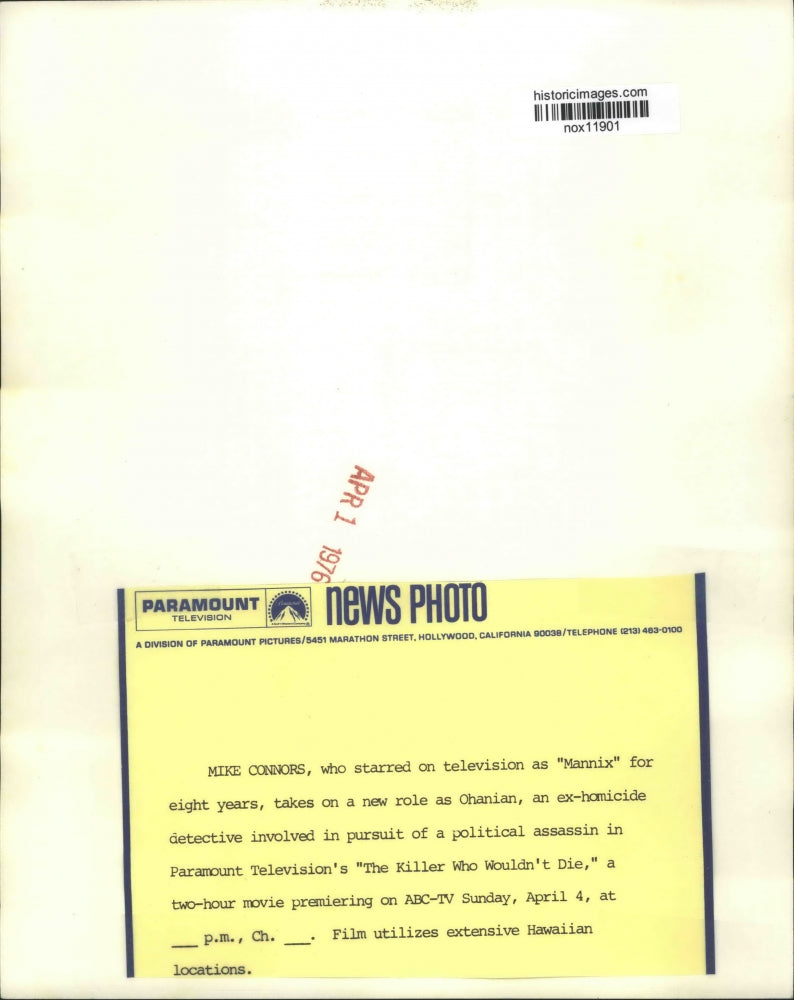 historicimages.com
nox11901
APR 1 1976
PARAMOUNT
TELEVISION
news PHOTO
A DIVISION OF PARAMOUNT PICTURES/5451 MARATHON STREET, HOLLYWOOD, CALIFORNIA 90038/TELEPHONE (213) 463-0100
MIKE CONNORS, who starred on television as "Mannix" for
eight years, takes on a new role as Ohanian, an ex-homicide
detective involved in pursuit of a political assassin in
Paramount Television's "The Killer Who Wouldn't Die," a
two-hour movie premiering on ABC-TV Sunday, April 4, at
___ p.m., Ch. ___. Film utilizes extensive Hawaiian
locations.